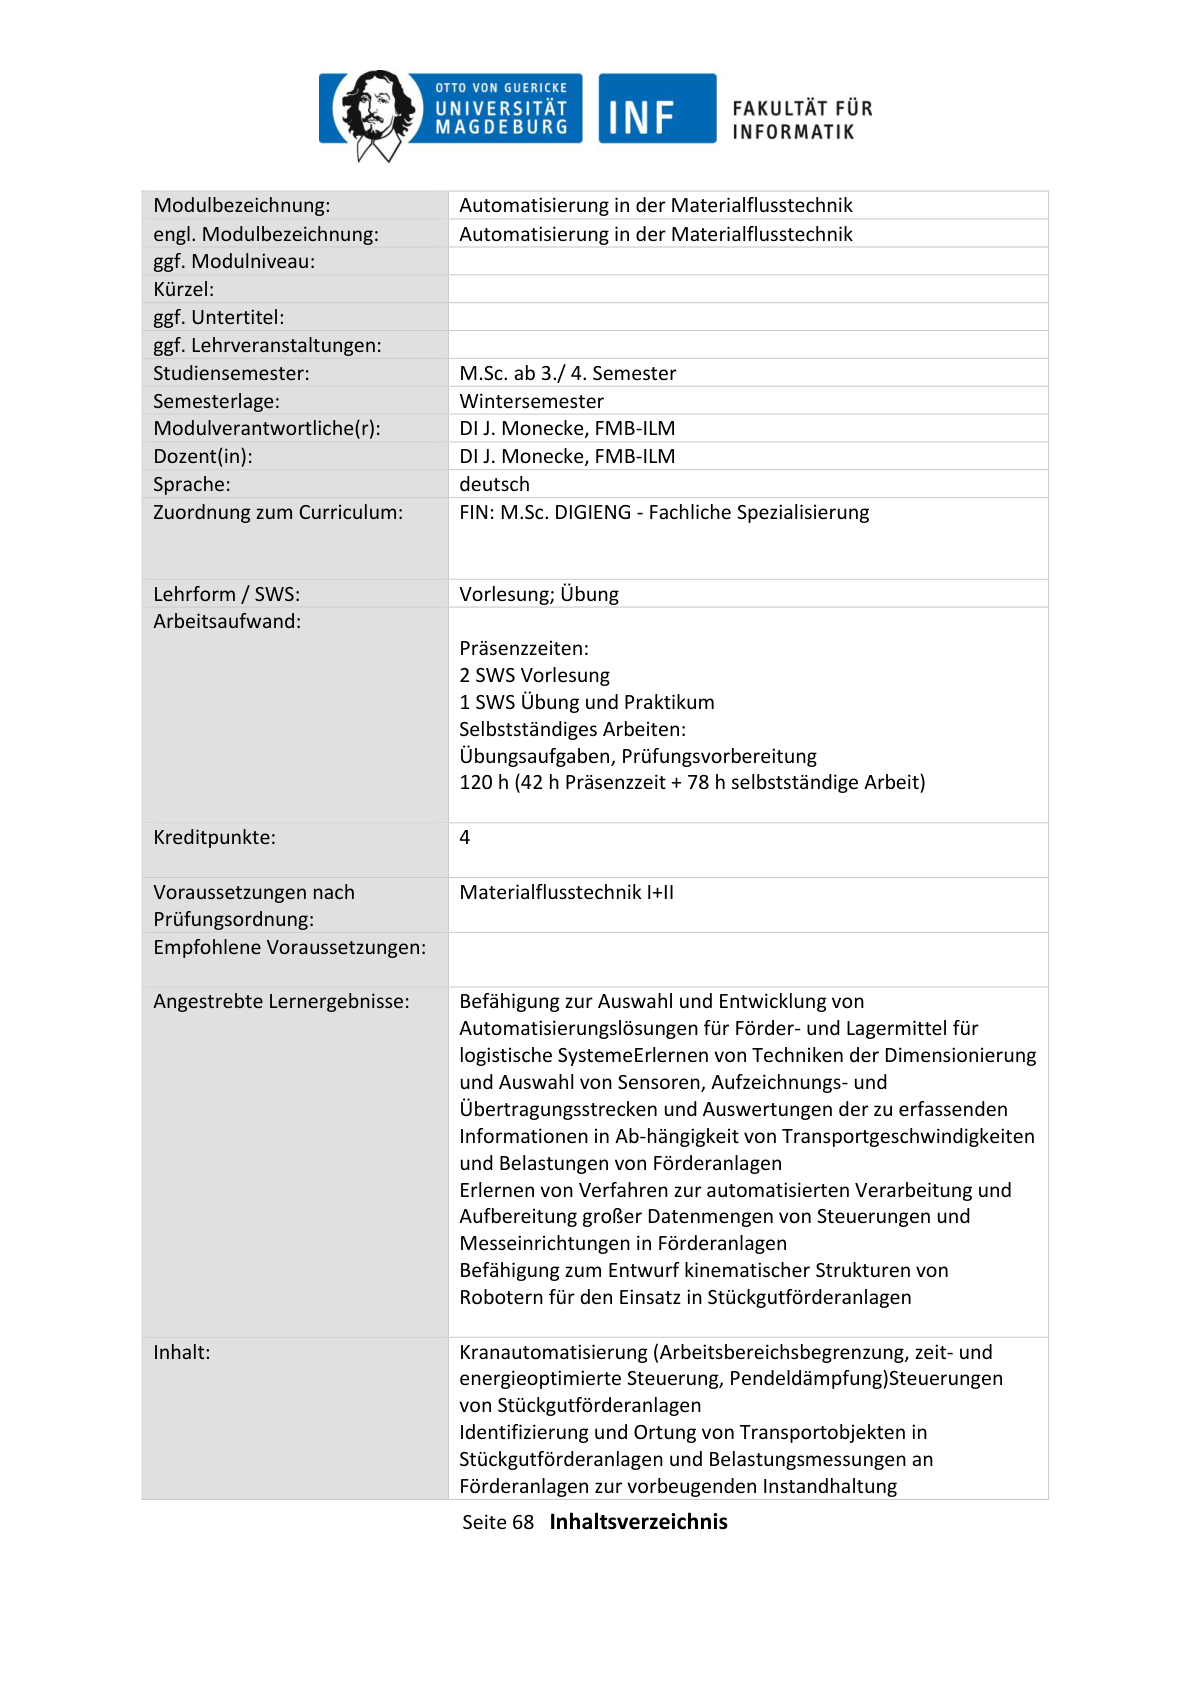 OTTO VON GUERICKE
UNIVERSITÄT
MAGDEBURG
INF
FAKULTÄT FÜR
INFORMATIK
Modulbezeichnung: Automatisierung in der Materialflusstechnik
engl. Modulbezeichnung: Automatisierung in der Materialflusstechnik
ggf. Modulniveau:
Kürzel:
ggf. Untertitel:
ggf. Lehrveranstaltungen:
Studiensemester: M.Sc. ab 3./ 4. Semester
Semesterlage: Wintersemester
Modulverantwortliche(r): DI J. Monecke, FMB-ILM
Dozent(in): DI J. Monecke, FMB-ILM
Sprache: deutsch
Zuordnung zum Curriculum: FIN: M.Sc. DIGIENG - Fachliche Spezialisierung
Lehrform / SWS: Vorlesung; Übung
Arbeitsaufwand:
Präsenzzeiten:
2 SWS Vorlesung
1 SWS Übung und Praktikum
Selbstständiges Arbeiten:
Übungsaufgaben, Prüfungsvorbereitung
120 h (42 h Präsenzzeit + 78 h selbstständige Arbeit)
Kreditpunkte: 4
Voraussetzungen nach Materialflusstechnik I+II
Prüfungsordnung:
Empfohlene Voraussetzungen:
Angestrebte Lernergebnisse: Befähigung zur Auswahl und Entwicklung von
Automatisierungslösungen für Förder- und Lagermittel für
logistische SystemeErlernen von Techniken der Dimensionierung
und Auswahl von Sensoren, Aufzeichnungs- und
Übertragungsstrecken und Auswertungen der zu erfassenden
Informationen in Ab-hängigkeit von Transportgeschwindigkeiten
und Belastungen von Förderanlagen
Erlernen von Verfahren zur automatisierten Verarbeitung und
Aufbereitung großer Datenmengen von Steuerungen und
Messeinrichtungen in Förderanlagen
Befähigung zum Entwurf kinematischer Strukturen von
Robotern für den Einsatz in Stückgutförderanlagen
Inhalt: Kranautomatisierung (Arbeitsbereichsbegrenzung, zeit- und
energieoptimierte Steuerung, Pendeldämpfung)Steuerungen
von Stückgutförderanlagen
Identifizierung und Ortung von Transportobjekten in
Stückgutförderanlagen und Belastungsmessungen an
Förderanlagen zur vorbeugenden Instandhaltung
Seite 68 Inhaltsverzeichnis